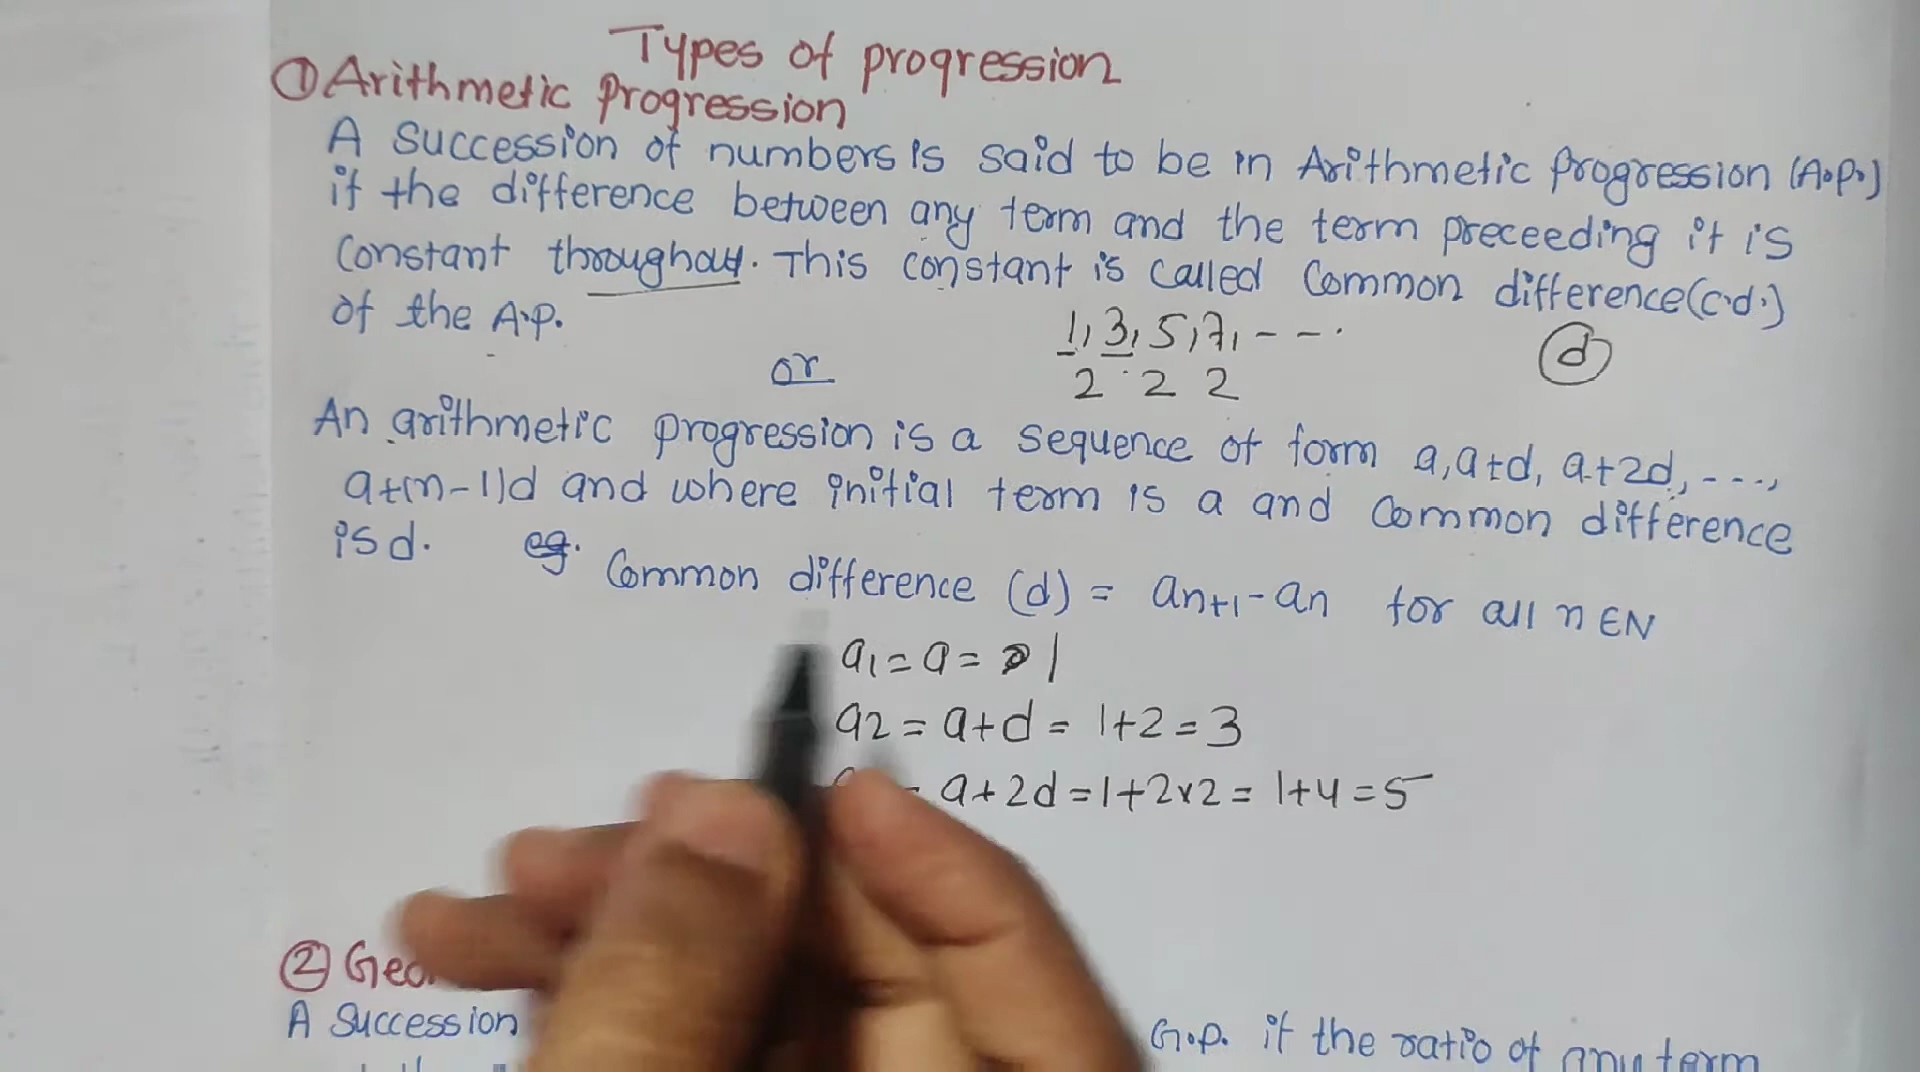 Types of progression
① Arithmetic progression
A Succession of numbers is said to be in Arithmetic progression (A.P.)
if the difference between any term and the term preceeding it is
Constant throughout. This constant is called Common difference (c.d.)
of the A.P.
1, 3, 5, 7, - - -
d
2 2 2
or
An arithmetic progression is a sequence of form a, a+d, a+2d, ---,
a+(n-1)d and where initial term is a and Common difference
is d. eg. Common difference (d) = an+1 - an for all n ∈ N
a1 = a = 1
a2 = a+d = 1+2 = 3
= a+2d = 1+2×2 = 1+4 = 5
②
A Succession G.P. if the ratio of any term